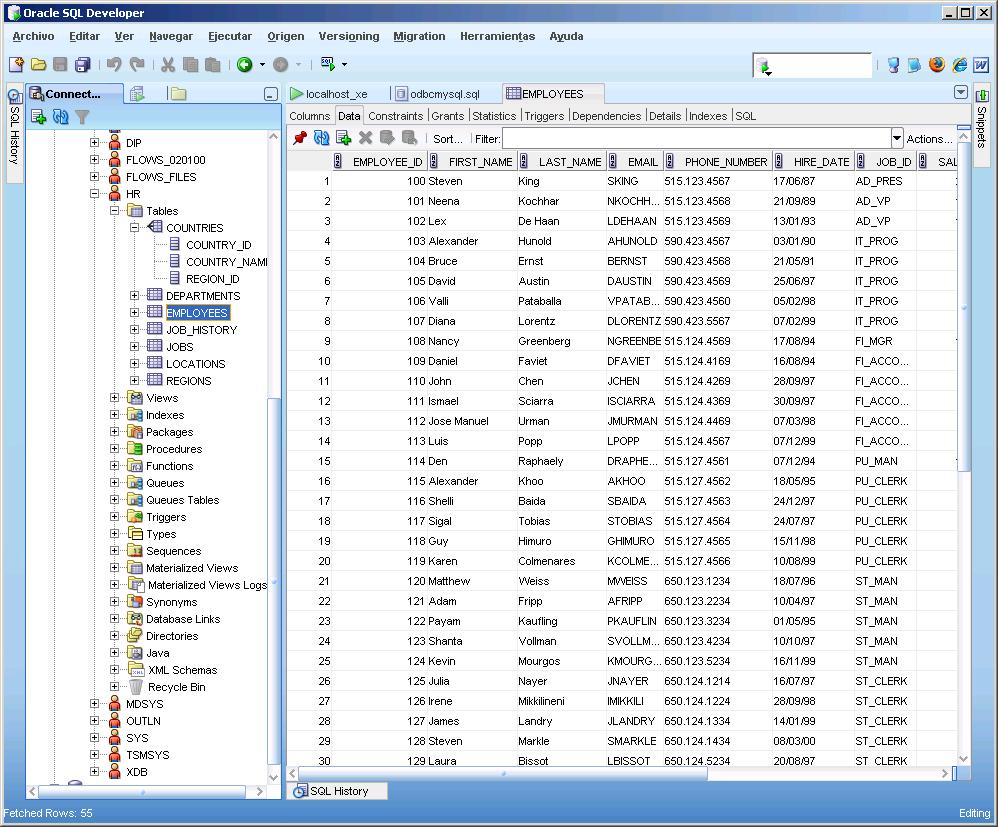 Oracle SQL Developer
Archivo Editar Ver Navegar Ejecutar Origen Versioning Migration Herramientas Ayuda
SQL History
Connect...
DIP
FLOWS_020100
FLOWS_FILES
HR
Tables
COUNTRIES
COUNTRY_ID
COUNTRY_NAMI
REGION_ID
DEPARTMENTS
EMPLOYEES
JOB_HISTORY
JOBS
LOCATIONS
REGIONS
Views
Indexes
Packages
Procedures
Functions
Queues
Queues Tables
Triggers
Types
Sequences
Materialized Views
Materialized Views Logs
Synonyms
Database Links
Directories
Java
XML Schemas
Recycle Bin
MDSYS
OUTLN
SYS
TSMSYS
XDB
localhost_xe odbcmysql.sql EMPLOYEES
Columns Data Constraints Grants Statistics Triggers Dependencies Details Indexes SQL
Sort... Filter: Actions...
EMPLOYEE_ID FIRST_NAME LAST_NAME EMAIL PHONE_NUMBER HIRE_DATE JOB_ID SAL
1 100 Steven King SKING 515.123.4567 17/06/87 AD_PRES
2 101 Neena Kochhar NKOCHH... 515.123.4568 21/09/89 AD_VP
3 102 Lex De Haan LDEHAAN 515.123.4569 13/01/93 AD_VP
4 103 Alexander Hunold AHUNOLD 590.423.4567 03/01/90 IT_PROG
5 104 Bruce Ernst BERNST 590.423.4568 21/05/91 IT_PROG
6 105 David Austin DAUSTIN 590.423.4569 25/06/97 IT_PROG
7 106 Valli Pataballa VPATAB... 590.423.4560 05/02/98 IT_PROG
8 107 Diana Lorentz DLORENTZ 590.423.5567 07/02/99 IT_PROG
9 108 Nancy Greenberg NGREENBE 515.124.4569 17/08/94 FI_MGR
10 109 Daniel Faviet DFAVIET 515.124.4169 16/08/94 FI_ACCO...
11 110 John Chen JCHEN 515.124.4269 28/09/97 FI_ACCO...
12 111 Ismael Sciarra ISCIARRA 515.124.4369 30/09/97 FI_ACCO...
13 112 Jose Manuel Urman JMURMAN 515.124.4469 07/03/98 FI_ACCO...
14 113 Luis Popp LPOPP 515.124.4567 07/12/99 FI_ACCO...
15 114 Den Raphaely DRAPHE... 515.127.4561 07/12/94 PU_MAN
16 115 Alexander Khoo AKHOO 515.127.4562 18/05/95 PU_CLERK
17 116 Shelli Baida SBAIDA 515.127.4563 24/12/97 PU_CLERK
18 117 Sigal Tobias STOBIAS 515.127.4564 24/07/97 PU_CLERK
19 118 Guy Himuro GHIMURO 515.127.4565 15/11/98 PU_CLERK
20 119 Karen Colmenares KCOLME... 515.127.4566 10/08/99 PU_CLERK
21 120 Matthew Weiss MWEISS 650.123.1234 18/07/96 ST_MAN
22 121 Adam Fripp AFRIPP 650.123.2234 10/04/97 ST_MAN
23 122 Payam Kaufling PKAUFLIN 650.123.3234 01/05/95 ST_MAN
24 123 Shanta Vollman SVOLLM... 650.123.4234 10/10/97 ST_MAN
25 124 Kevin Mourgos KMOURG... 650.123.5234 16/11/99 ST_MAN
26 125 Julia Nayer JNAYER 650.124.1214 16/07/97 ST_CLERK
27 126 Irene Mikkilineni IMIKKILI 650.124.1224 28/09/98 ST_CLERK
28 127 James Landry JLANDRY 650.124.1334 14/01/99 ST_CLERK
29 128 Steven Markle SMARKLE 650.124.1434 08/03/00 ST_CLERK
30 129 Laura Bissot LBISSOT 650.124.5234 20/08/97 ST_CLERK
Snippets
SQL History
Fetched Rows: 55
Editing